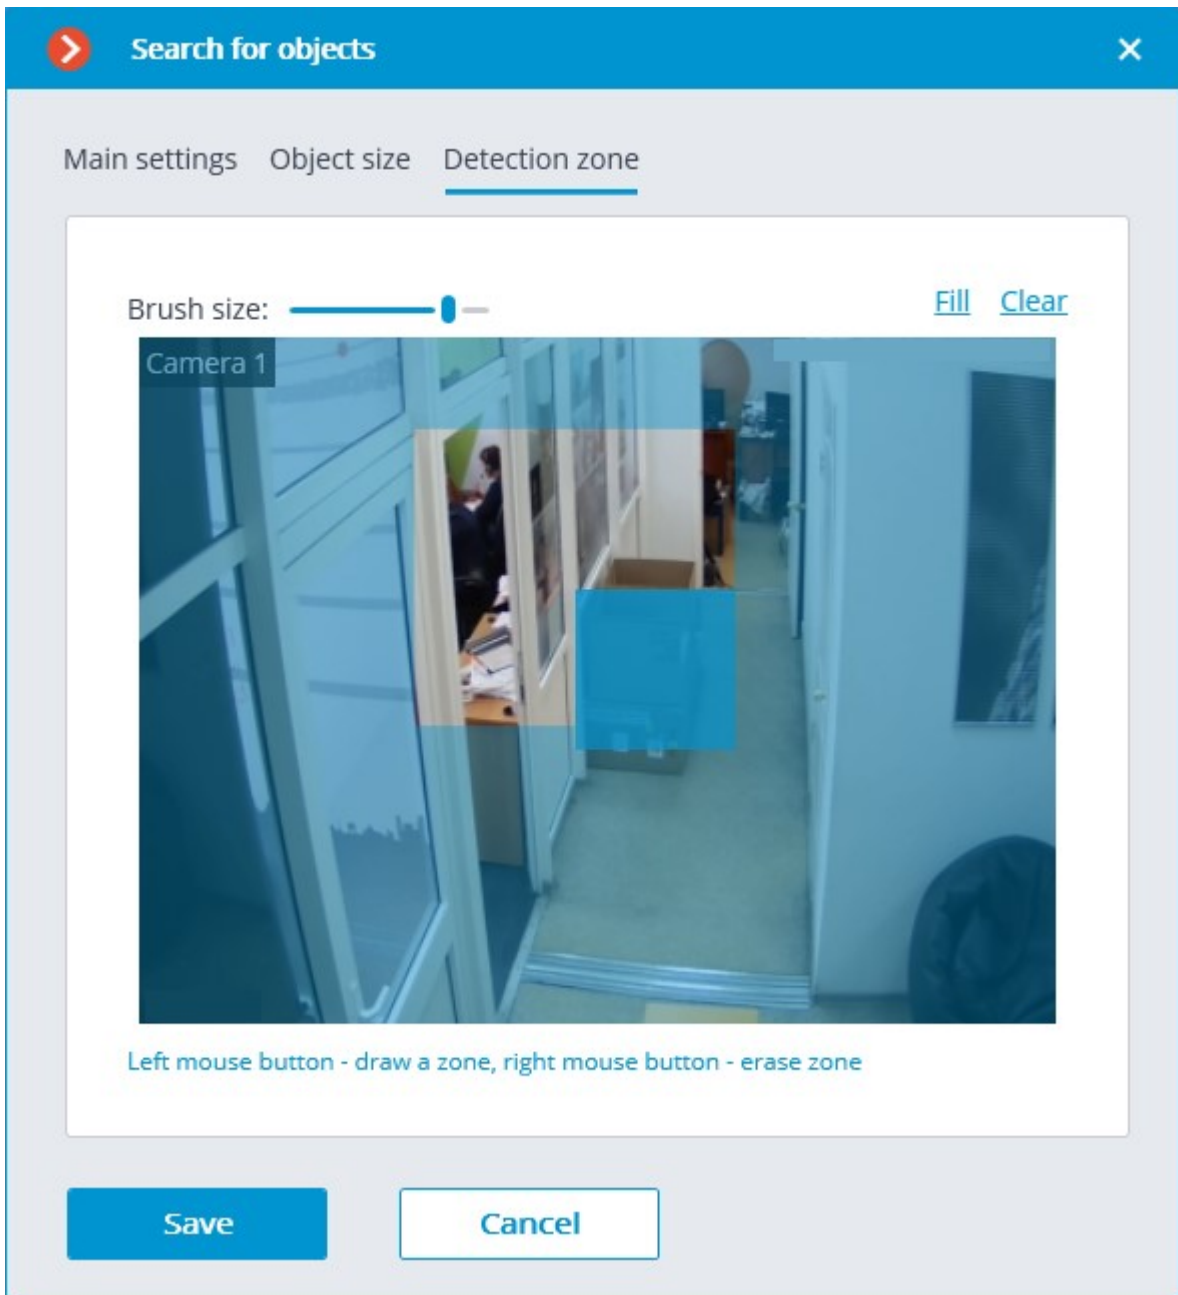 Search for objects
Main settings Object size Detection zone
Brush size: Fill Clear
Camera 1
Left mouse button - draw a zone, right mouse button - erase zone
Save Cancel